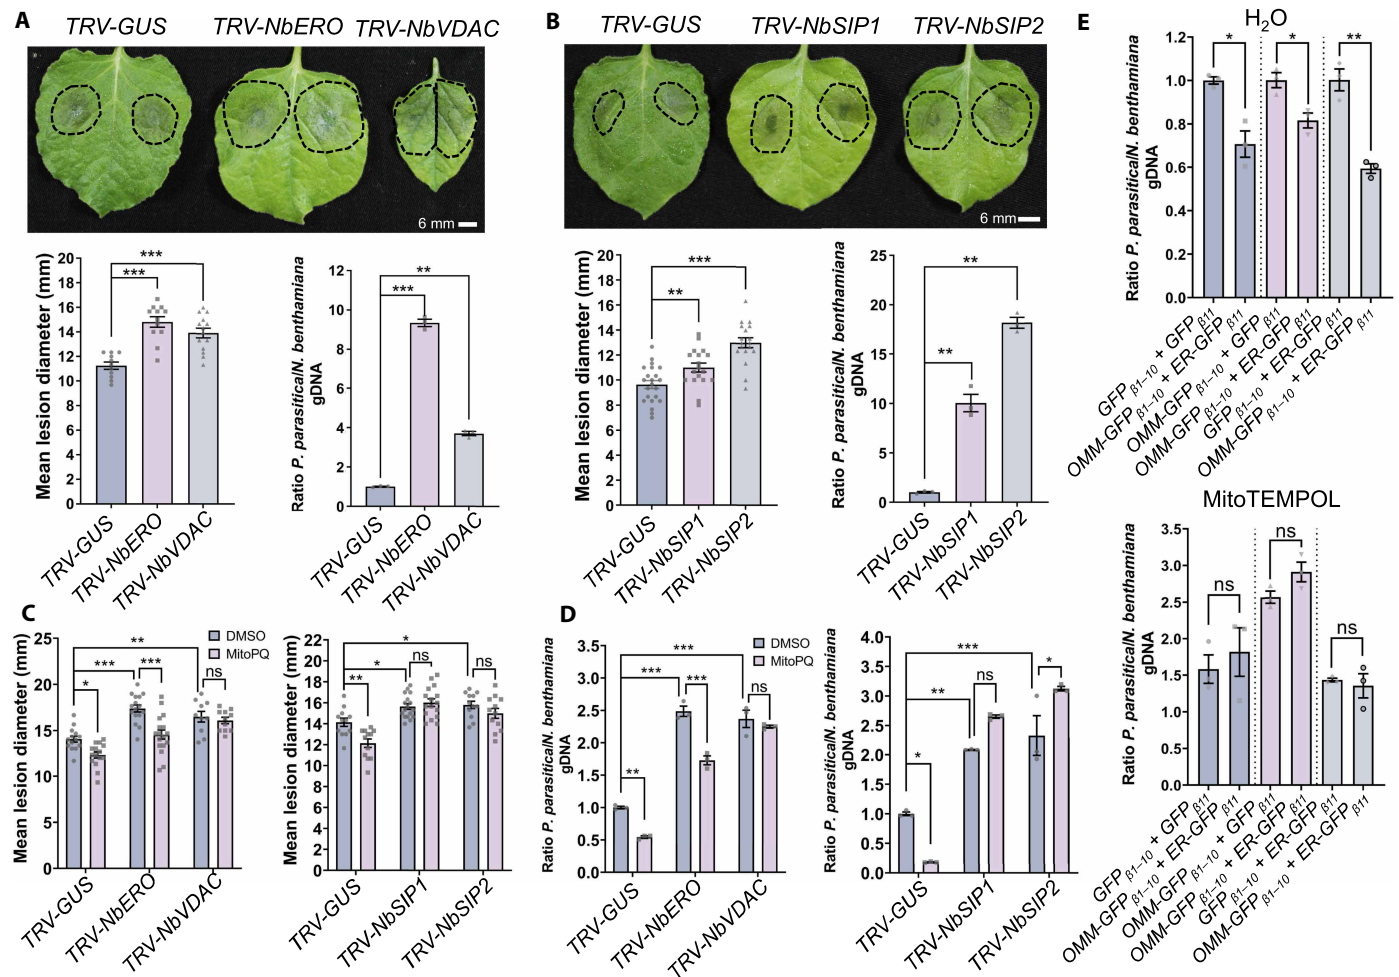 A
TRV-GUS
TRV-NbERO
TRV-NbVDAC
6 mm
Mean lesion diameter (mm)
20
18
16
14
12
10
8
6
4
2
0
***
***
TRV-GUS
TRV-NbERO
TRV-NbVDAC
Ratio P. parasitica/N. benthamiana
gDNA
12
10
8
6
4
2
0
**
***
TRV-GUS
TRV-NbERO
TRV-NbVDAC
B
TRV-GUS
TRV-NbSIP1
TRV-NbSIP2
6 mm
Mean lesion diameter (mm)
20
18
16
14
12
10
8
6
4
2
0
***
**
TRV-GUS
TRV-NbSIP1
TRV-NbSIP2
Ratio P. parasitica/N. benthamiana
gDNA
25
20
15
10
5
0
**
**
TRV-GUS
TRV-NbSIP1
TRV-NbSIP2
C
Mean lesion diameter (mm)
25
20
15
10
5
0
DMSO
MitoPQ
**
***
***
*
ns
TRV-GUS
TRV-NbERO
TRV-NbVDAC
Mean lesion diameter (mm)
22
20
18
16
14
12
10
8
6
4
2
0
*
*
ns
ns
**
TRV-GUS
TRV-NbSIP1
TRV-NbSIP2
D
Ratio P. parasitica/N. benthamiana
gDNA
3.5
3.0
2.5
2.0
1.5
1.0
0.5
0.0
DMSO
MitoPQ
***
***
***
ns
**
TRV-GUS
TRV-NbERO
TRV-NbVDAC
Ratio P. parasitica/N. benthamiana
gDNA
4.0
3.5
3.0
2.5
2.0
1.5
1.0
0.5
0.0
***
*
**
ns
*
TRV-GUS
TRV-NbSIP1
TRV-NbSIP2
E
H2O
Ratio P. parasitica/N. benthamiana
gDNA
1.2
1.0
0.8
0.6
0.4
0.2
0.0
*
*
**
GFP β1–10 + GFP β11
OMM-GFP β1–10 + ER-GFP β11
OMM-GFP β1–10 + GFP β11
OMM-GFP β1–10 + ER-GFP β11
GFP β1–10 + ER-GFP β11
OMM-GFP β1–10 + ER-GFP β11
MitoTEMPOL
Ratio P. parasitica/N. benthamiana
gDNA
3.5
3.0
2.5
2.0
1.5
1.0
0.5
0.0
ns
ns
ns
GFP β1–10 + GFP β11
OMM-GFP β1–10 + ER-GFP β11
OMM-GFP β1–10 + GFP β11
OMM-GFP β1–10 + ER-GFP β11
GFP β1–10 + ER-GFP β11
OMM-GFP β1–10 + ER-GFP β11